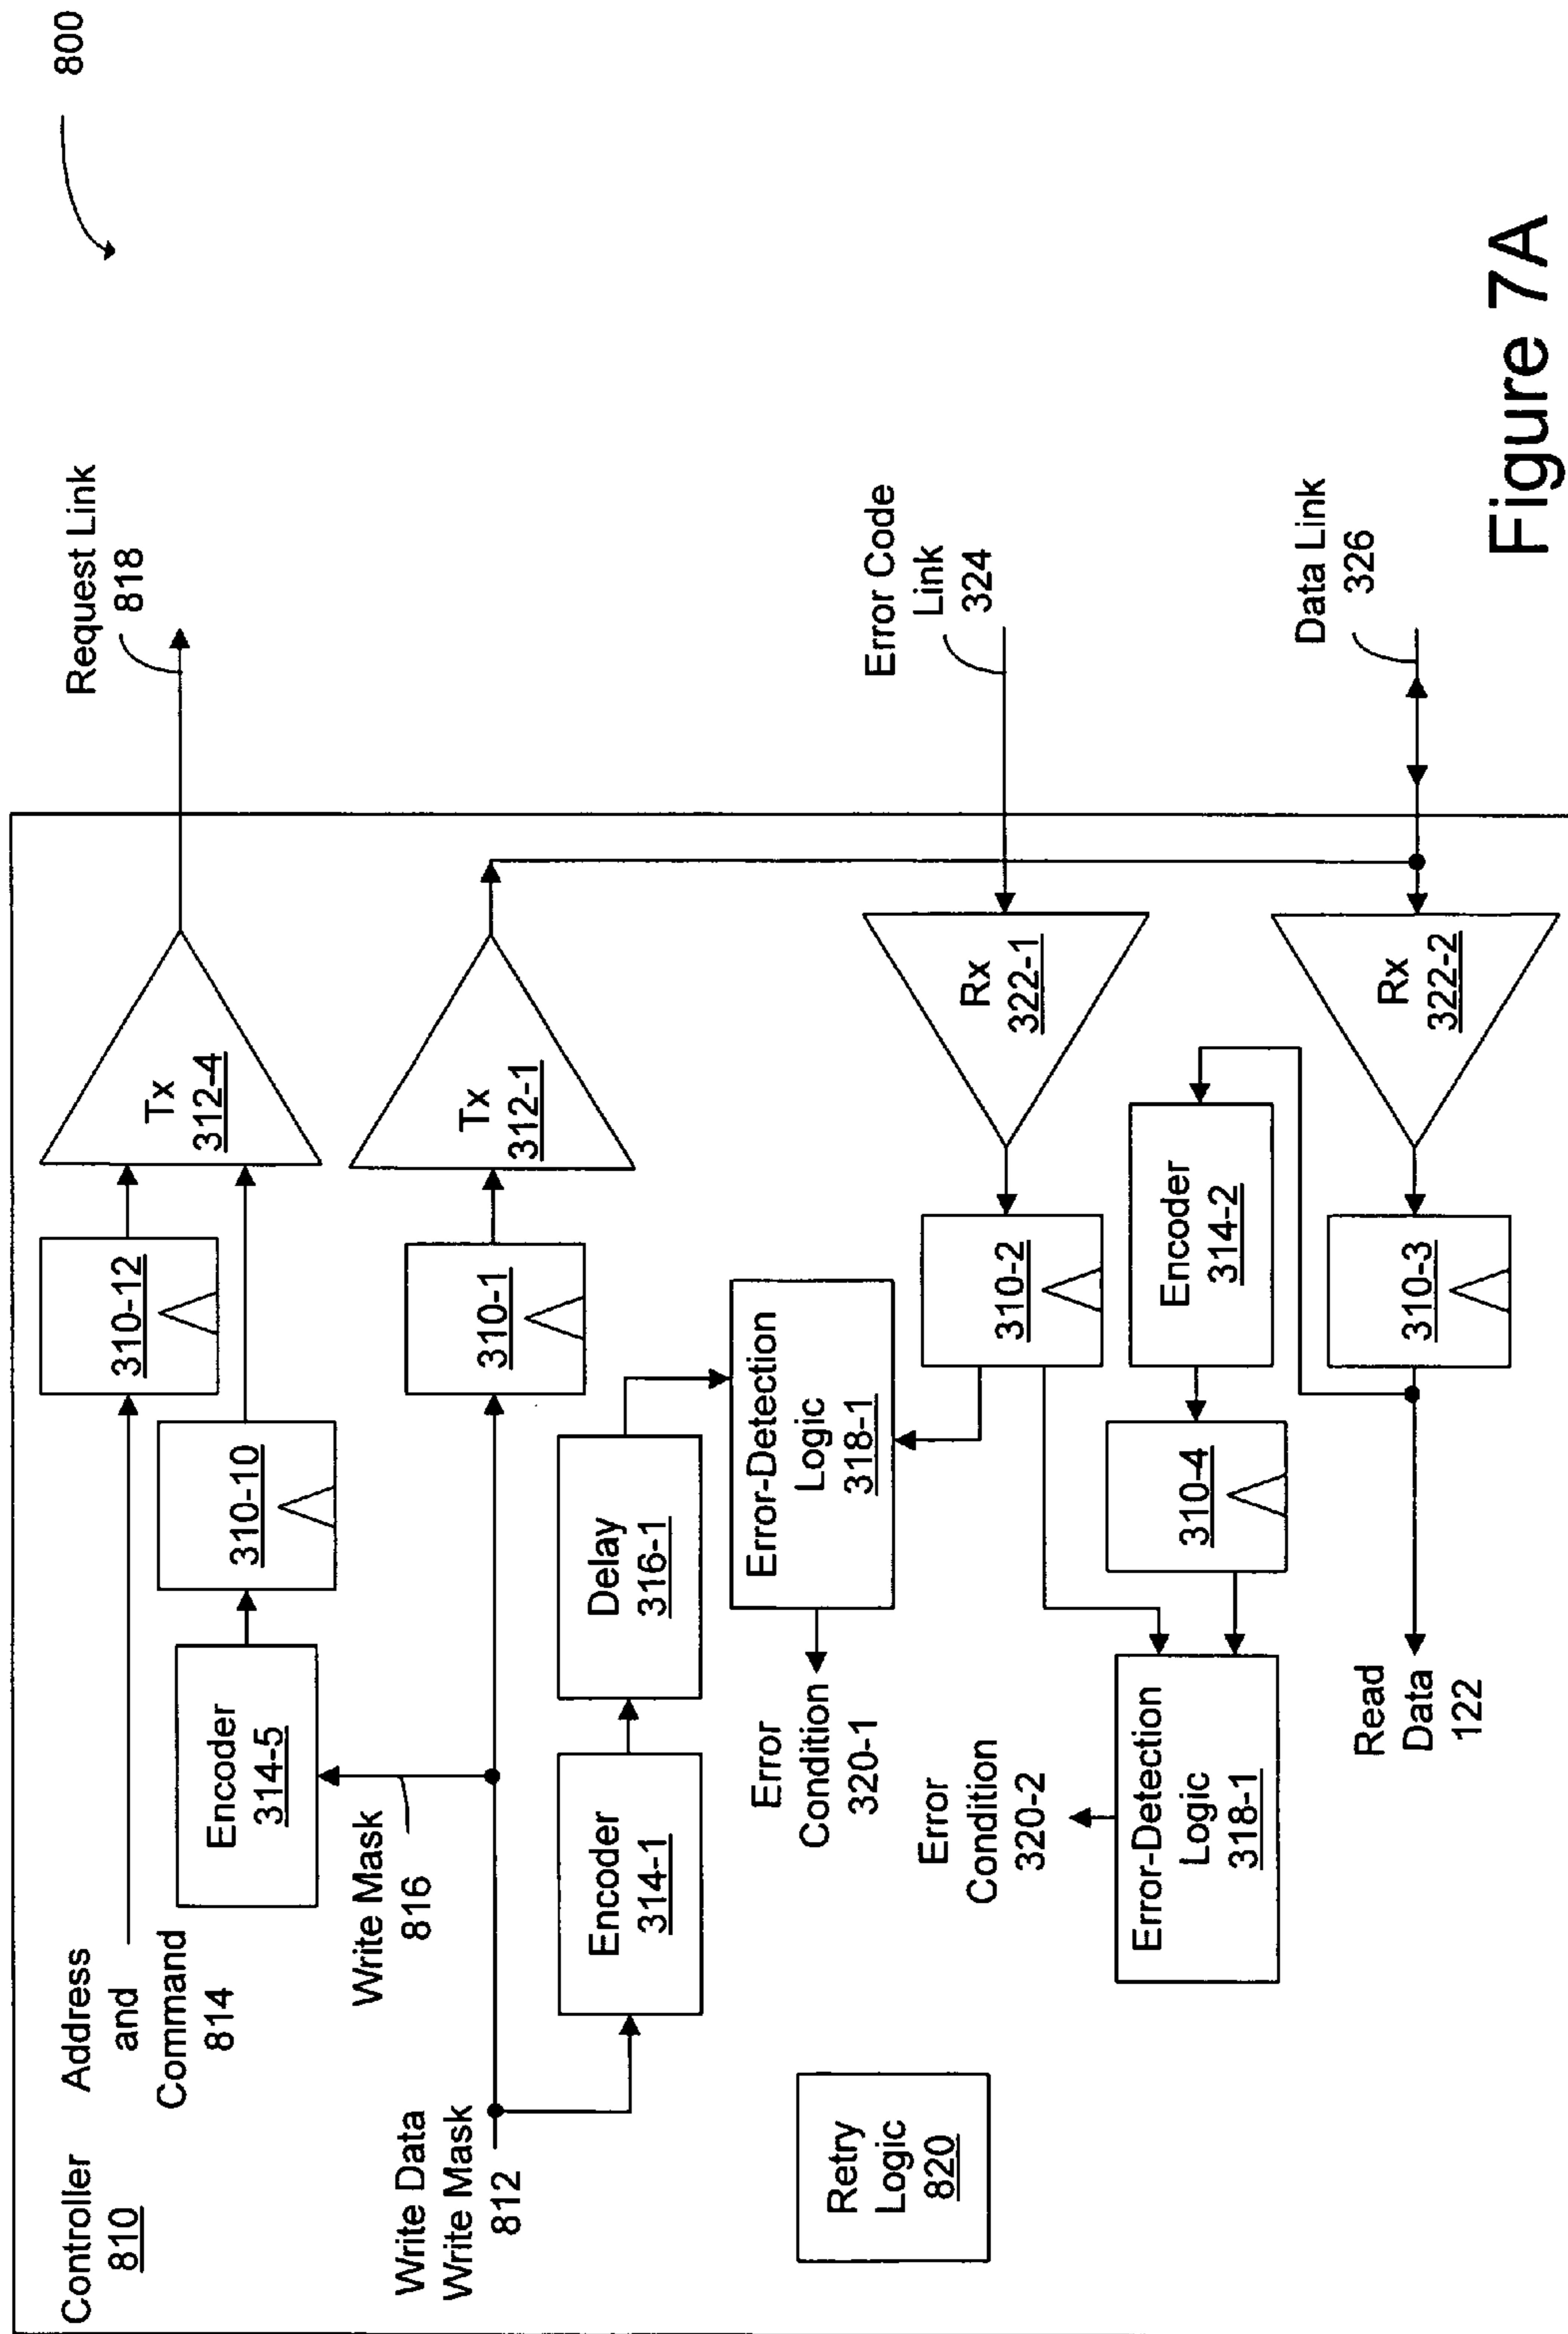 800
Controller
810
Address
and
Command
814
310-12
Tx
312-4
Request Link
818
310-10
Encoder
314-5
Write Mask
816
Write Data
Write Mask
812
310-1
Tx
312-1
Encoder
314-1
Delay
316-1
Error-Detection
Logic
318-1
Error
Condition
320-1
Error Code
Link
324
Rx
322-1
310-2
Retry
Logic
820
Error
Condition
320-2
Error-Detection
Logic
318-1
310-4
Encoder
314-2
Read
Data
122
310-3
Rx
322-2
Data Link
326
Figure 7A